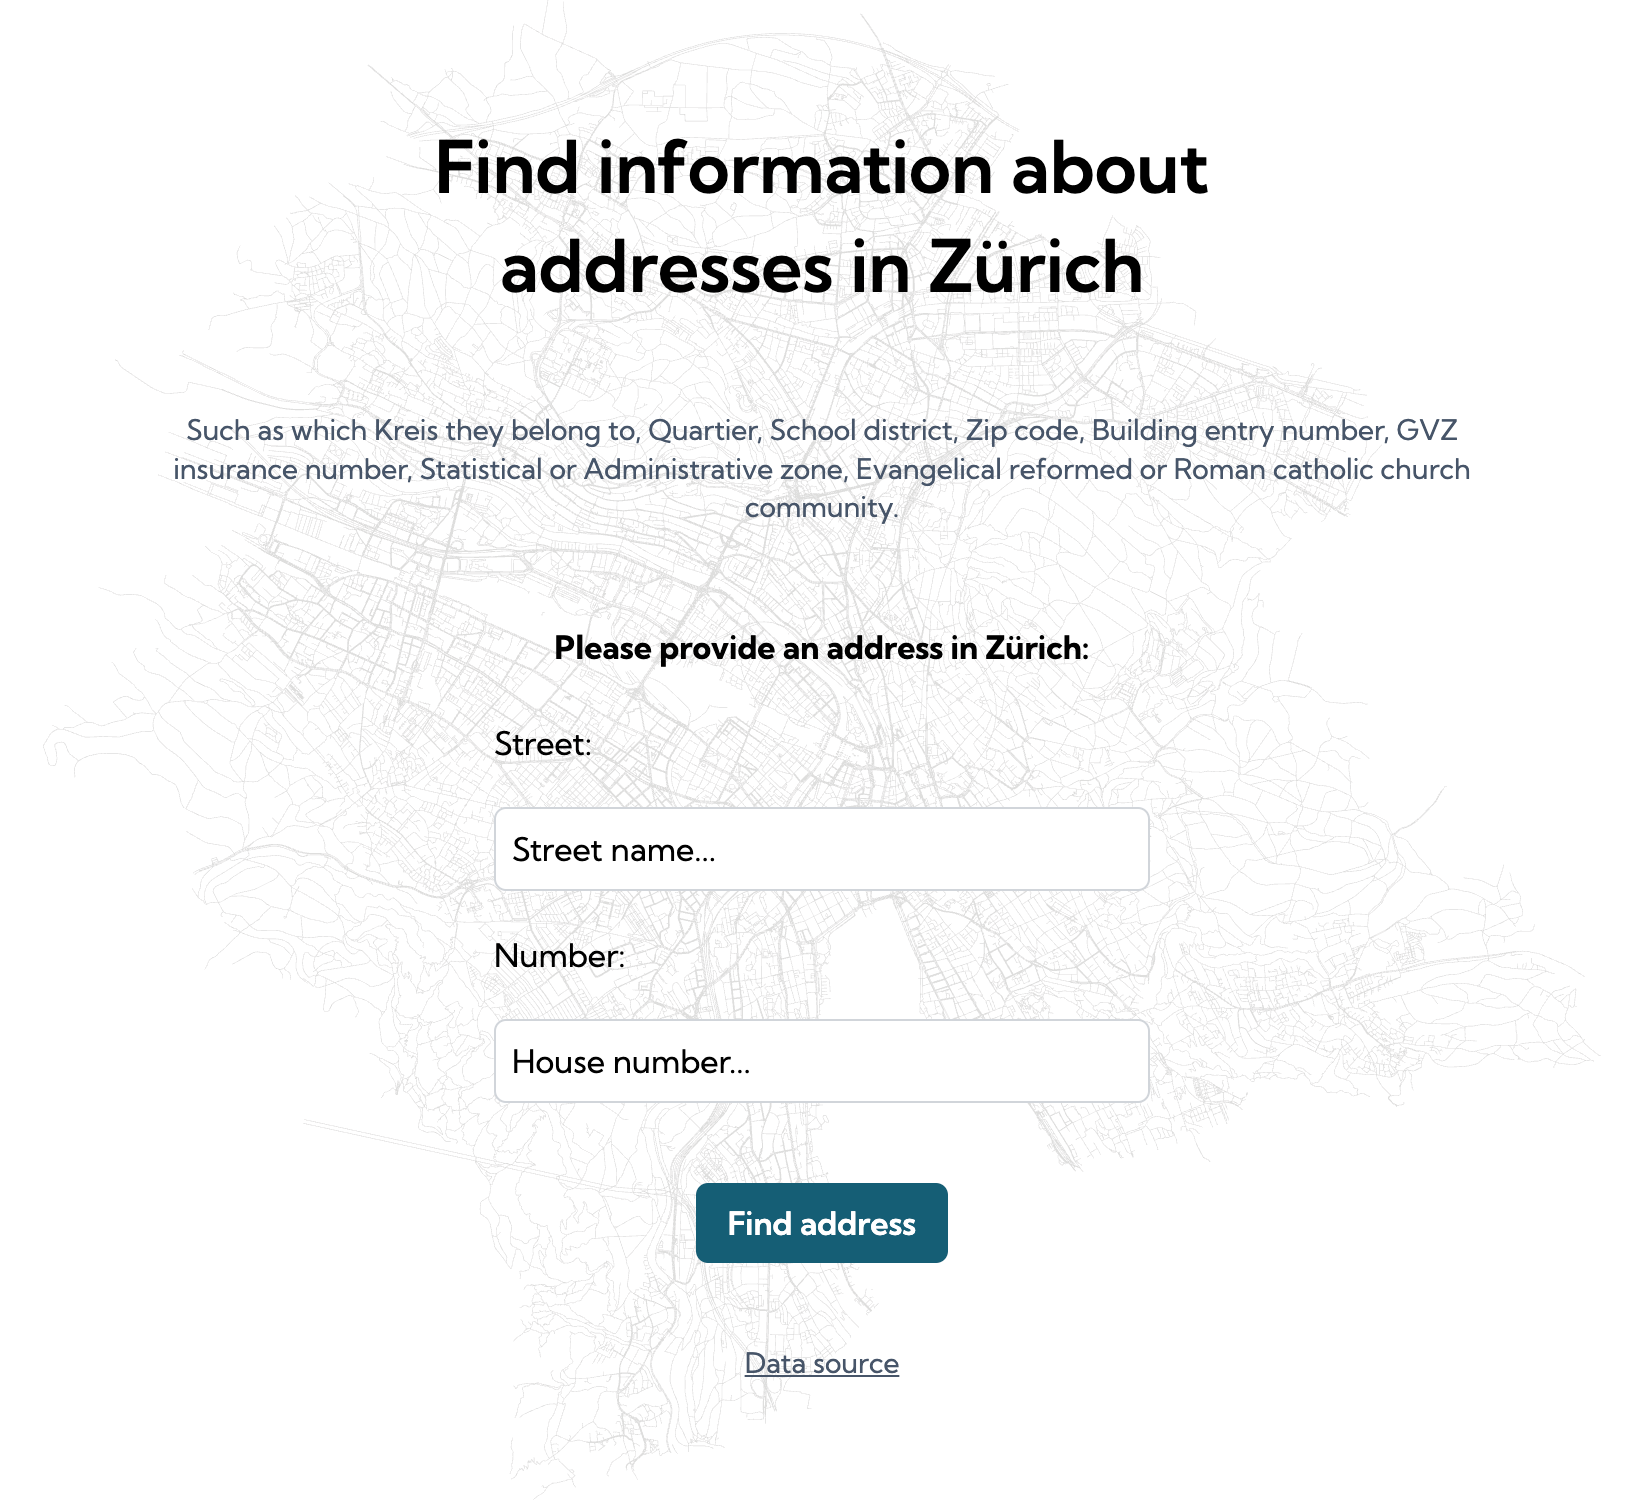 Find information about
addresses in Zürich
Such as which Kreis they belong to, Quartier, School district, Zip code, Building entry number, GVZ
insurance number, Statistical or Administrative zone, Evangelical reformed or Roman catholic church
community.
Please provide an address in Zürich:
Street:
Street name...
Number:
House number...
Find address
Data source